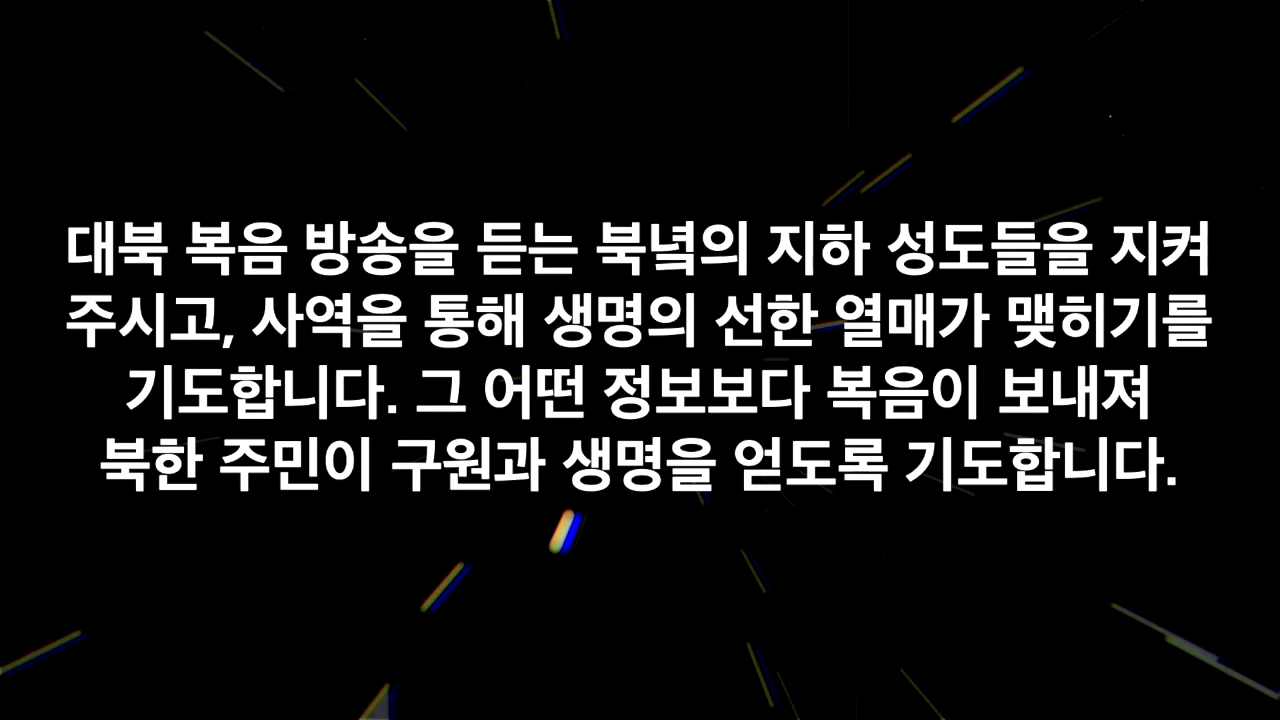 대북 복음 방송을 듣는 북녘의 지하 성도들을 지켜
주시고, 사역을 통해 생명의 선한 열매가 맺히기를
기도합니다. 그 어떤 정보보다 복음이 보내져
북한 주민이 구원과 생명을 얻도록 기도합니다.